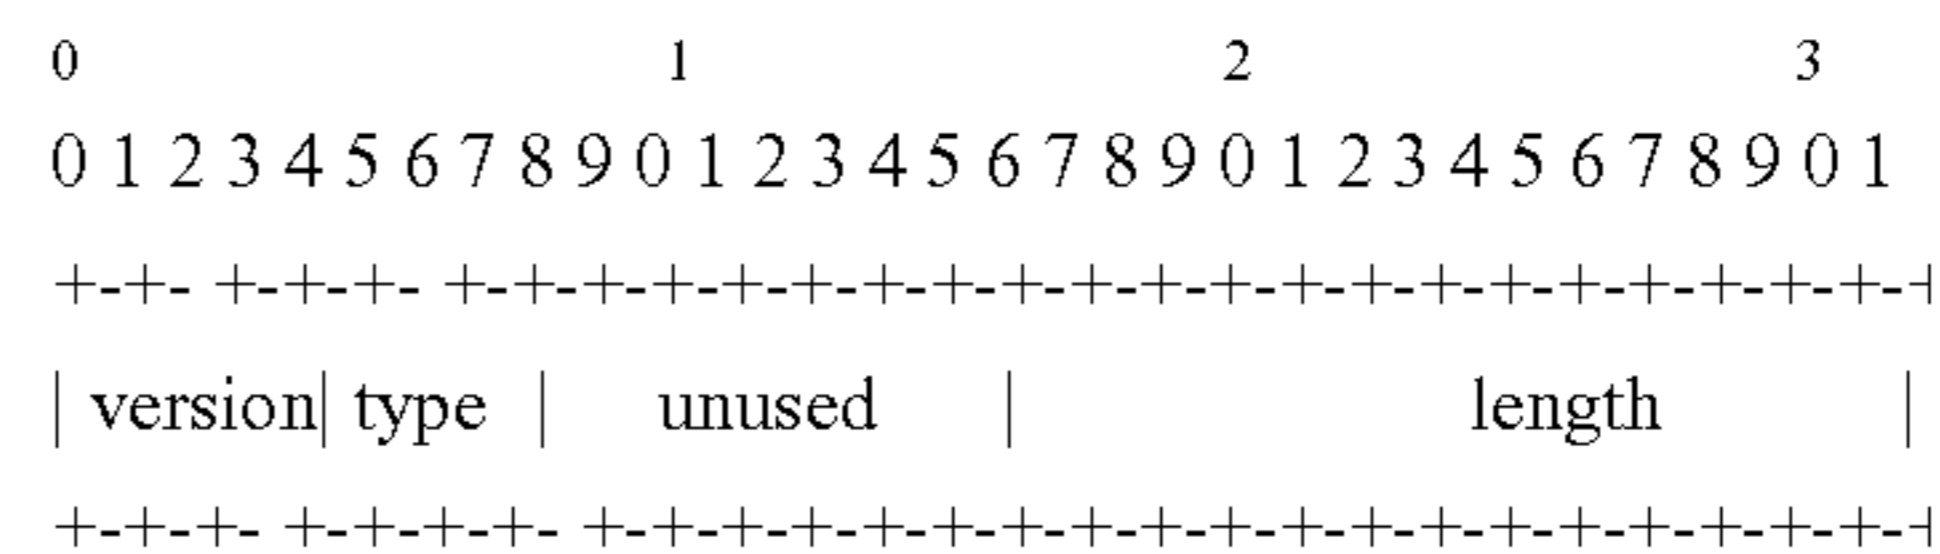 0 1 2 3
0 1 2 3 4 5 6 7 8 9 0 1 2 3 4 5 6 7 8 9 0 1 2 3 4 5 6 7 8 9 0 1
+-+- +-+-+- +-+-+-+-+-+-+-+-+-+-+-+-+-+-+-+-+-+-+-+-+
| version| type | unused | length |
+-+-+- +-+-+-+- +-+-+-+-+-+-+-+-+-+-+-+-+-+-+-+-+-+-+-+